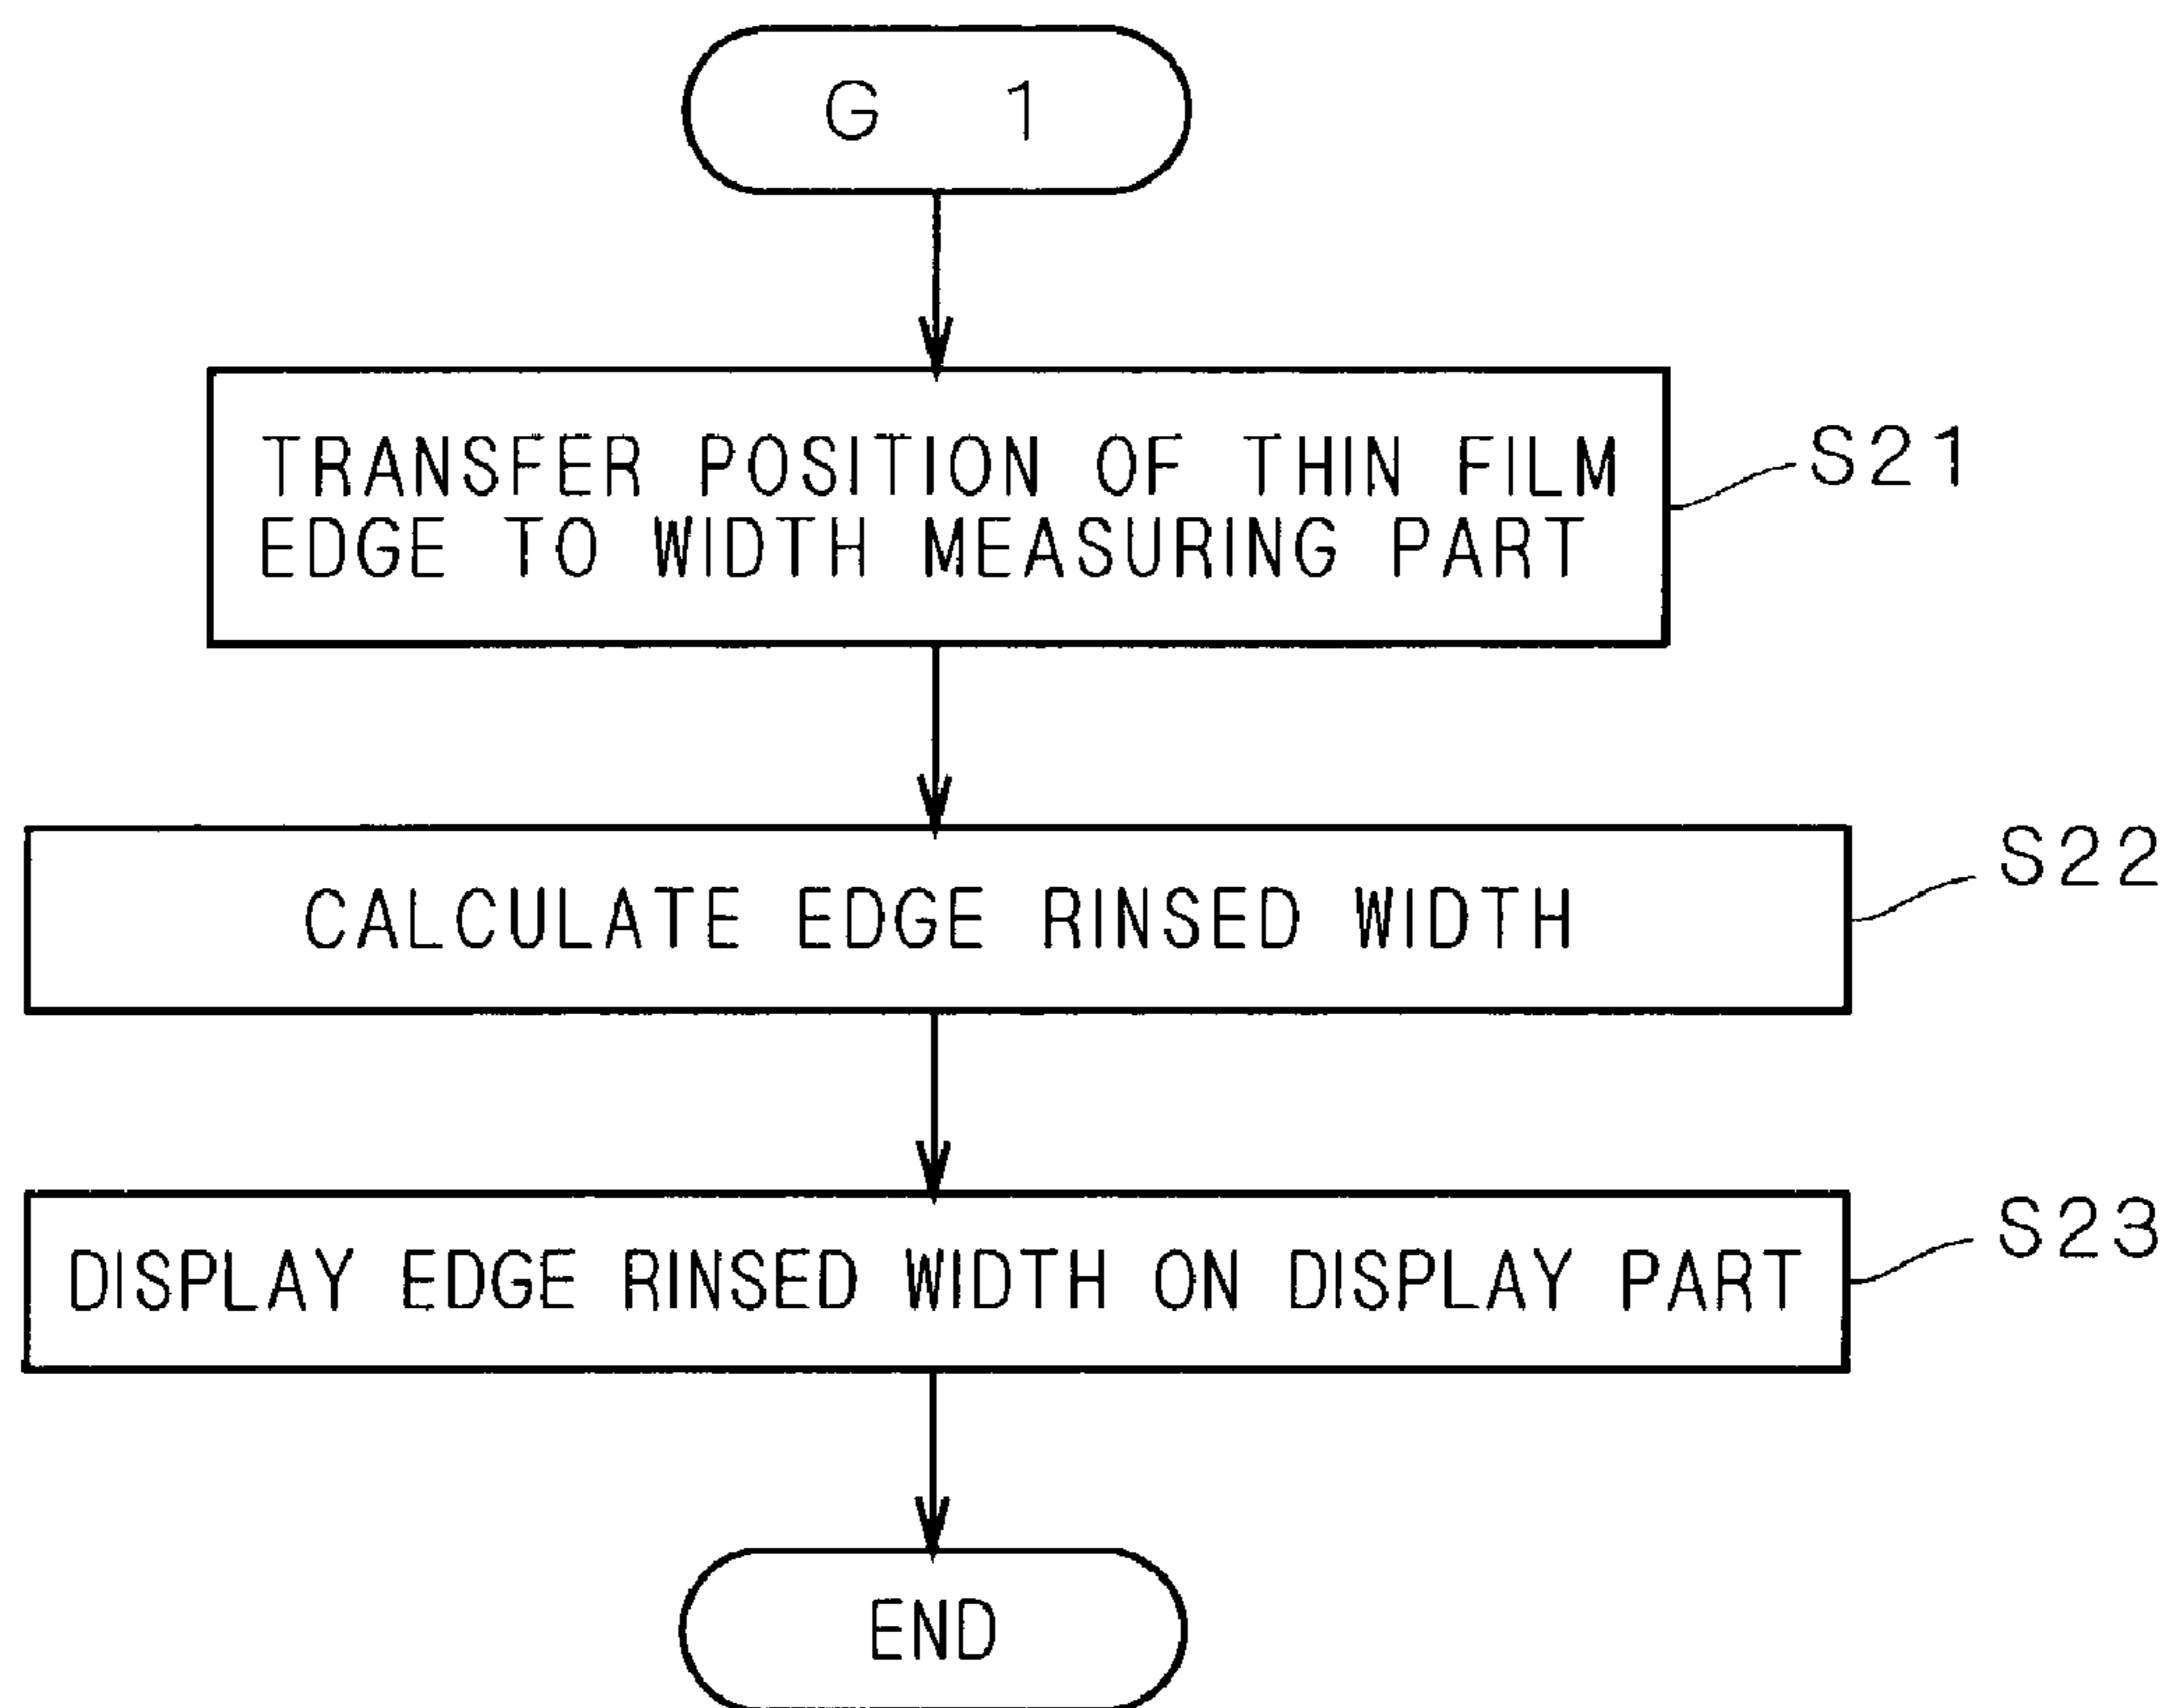 G 1
TRANSFER POSITION OF THIN FILM
EDGE TO WIDTH MEASURING PART
S21
CALCULATE EDGE RINSED WIDTH
S22
DISPLAY EDGE RINSED WIDTH ON DISPLAY PART
S23
END